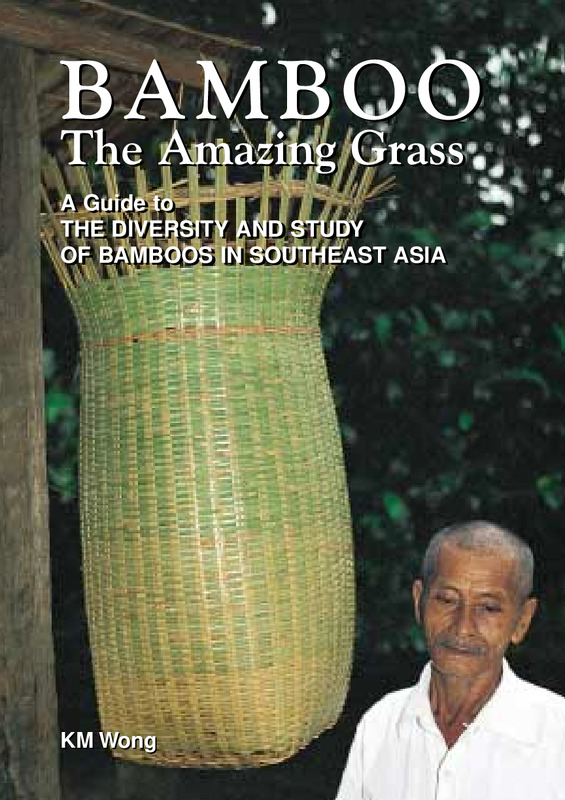 BAMBOO
The Amazing Grass
A Guide to
THE DIVERSITY AND STUDY
OF BAMBOOS IN SOUTHEAST ASIA
KM Wong